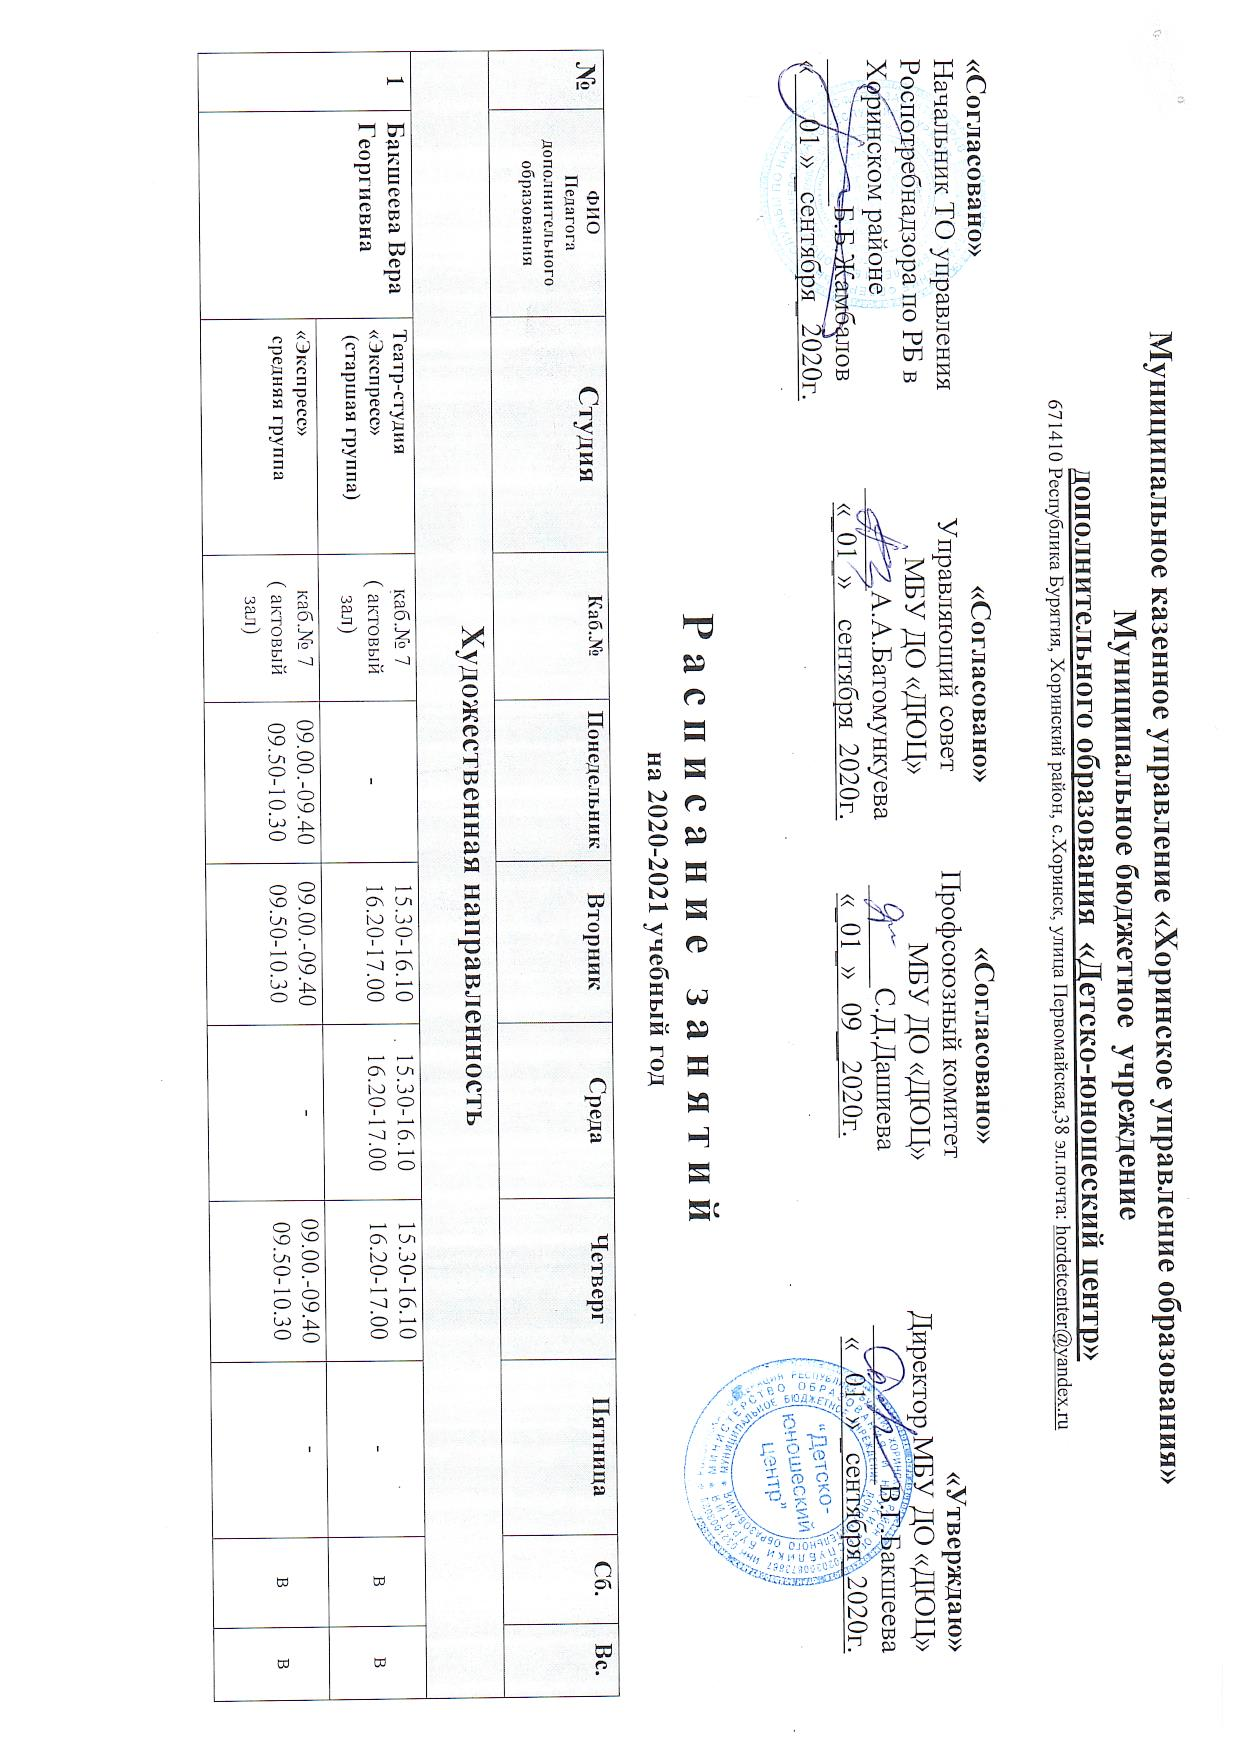 Муниципальное казенное управление «Хоринское управление образования»
Муниципальное бюджетное учреждение
дополнительного образования «Детско-юношеский центр»
671410 Республика Бурятия, Хоринский район, с.Хоринск, улица Первомайская,38 эл.почта: hordetcenter@yandex.ru
«Согласовано»
Начальник ТО управления
Роспотребнадзора по РБ в
Хоринском районе
Б.Б.Жамбалов
« 01 » сентября 2020г.
«Согласовано»
Управляющий совет
МБУ ДО «ДЮЦ»
А.А.Батомункуева
« 01 » сентября 2020г.
«Согласовано»
Профсоюзный комитет
МБУ ДО «ДЮЦ»
С.Д.Дашиева
« 01 » 09 2020г.
«Утверждаю»
Директор МБУ ДО «ДЮЦ»
В.Г.Бакшеева
« 01 » сентября 2020г.
"Детско-
юношеский
центр"
Р а с п и с а н и е з а н я т и й
на 2020-2021 учебный год
№
ФИО
Педагога
дополнительного
образования
Студия
Каб.№
Понедельник
Вторник
Среда
Четверг
Пятница
Сб.
Вс.
Художественная направленность
1
Бакшеева Вера
Георгиевна
Театр-студия
«Экспресс»
(старшая группа)
каб.№ 7
( актовый
зал)
-
15.30-16.10
16.20-17.00
15.30-16.10
16.20-17.00
15.30-16.10
16.20-17.00
-
в
в
«Экспресс»
средняя группа
каб.№ 7
( актовый
зал)
09.00.-09.40
09.50-10.30
09.00.-09.40
09.50-10.30
-
09.00.-09.40
09.50-10.30
-
в
в